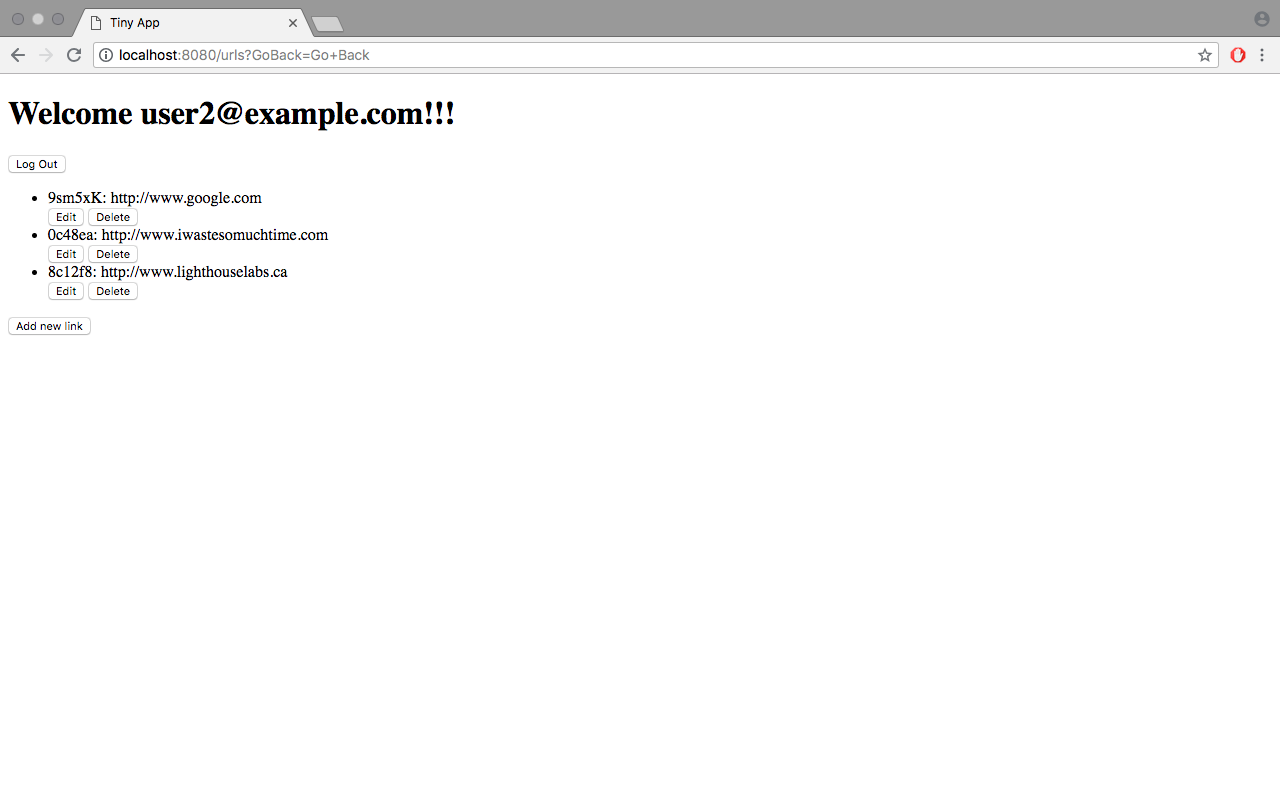 Tiny App
localhost:8080/urls?GoBack=Go+Back
Welcome user2@example.com!!!
Log Out
9sm5xK: http://www.google.com
Edit Delete
0c48ea: http://www.iwastesomuchtime.com
Edit Delete
8c12f8: http://www.lighthouselabs.ca
Edit Delete
Add new link